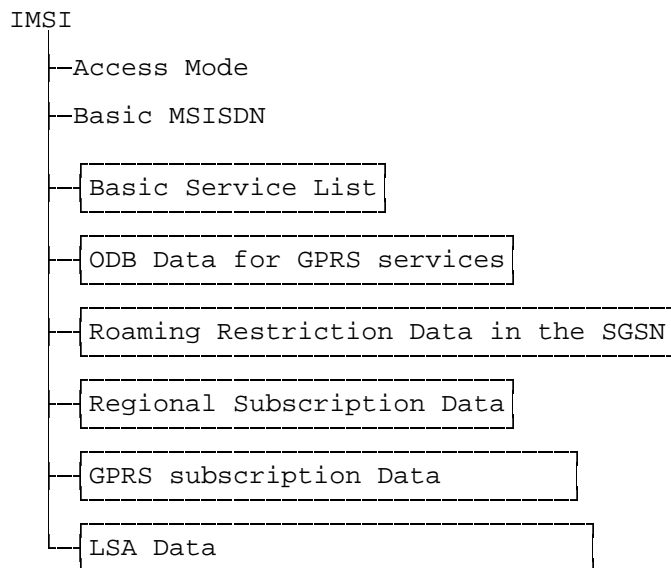 IMSI
Access Mode
Basic MSISDN
Basic Service List
ODB Data for GPRS services
Roaming Restriction Data in the SGSN
Regional Subscription Data
GPRS subscription Data
LSA Data